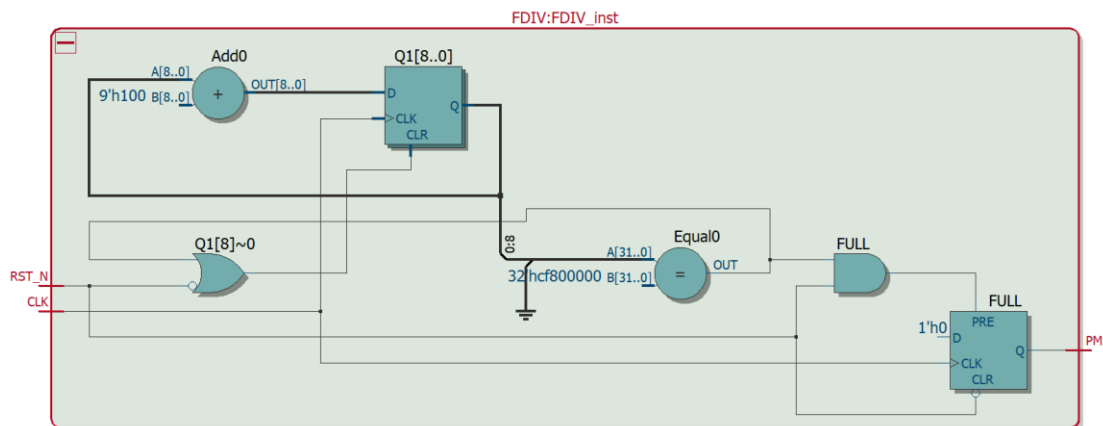 FDIV:FDIV_inst
Add0
Q1[8..0]
A[8..0]
OUT[8..0]
9'h100 B[8..0]
+
D
Q
CLK
CLR
0:8
Q1[8]~0
Equal0
FULL
A[31..0]
OUT
32'hcf800000 B[31..0]
=
RST_N
CLK
FULL
PRE
1'h0
D
Q
PM
CLK
CLR